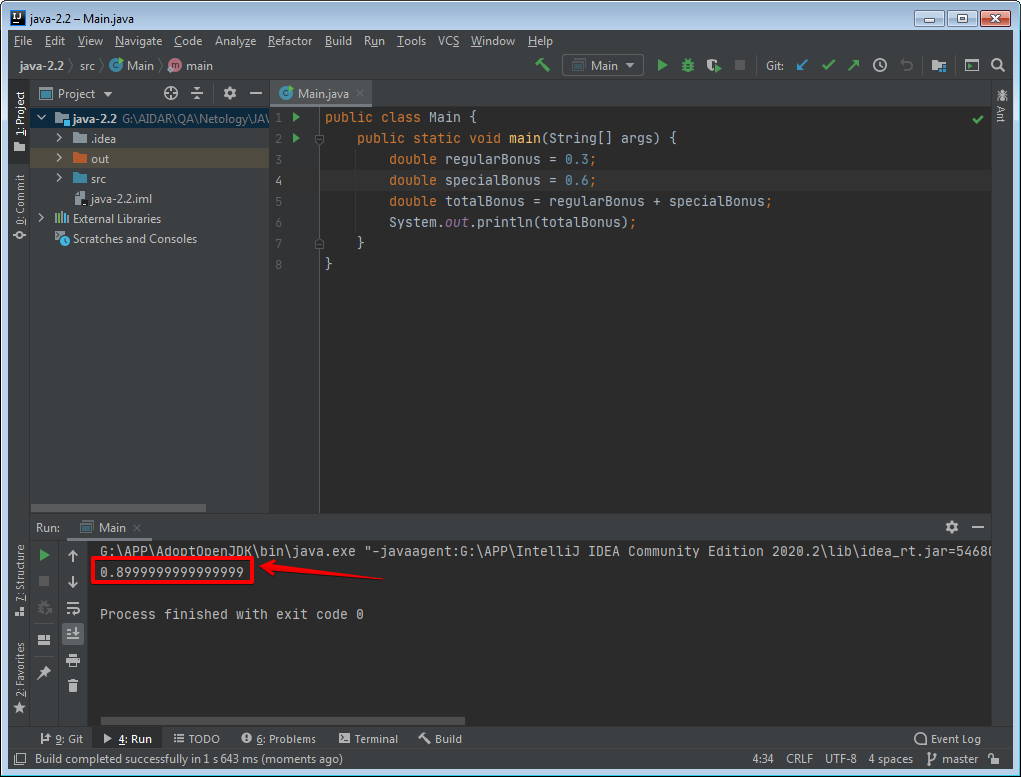 java-2.2 – Main.java
File Edit View Navigate Code Analyze Refactor Build Run Tools VCS Window Help
java-2.2 src Main main Main Git:
1: Project
0: Commit
7: Structure
2: Favorites
Project
java-2.2 G:\AIDAR\QA\Netology\JAV
.idea
out
src
java-2.2.iml
External Libraries
Scratches and Consoles
Main.java
1 public class Main {
2 public static void main(String[] args) {
3 double regularBonus = 0.3;
4 double specialBonus = 0.6;
5 double totalBonus = regularBonus + specialBonus;
6 System.out.println(totalBonus);
7 }
8 }
Ant
Run: Main
G:\APP\AdoptOpenJDK\bin\java.exe "-javaagent:G:\APP\IntelliJ IDEA Community Edition 2020.2\lib\idea_rt.jar=54680
0.8999999999999999
Process finished with exit code 0
9: Git 4: Run TODO 6: Problems Terminal Build Event Log
Build completed successfully in 1 s 643 ms (moments ago) 4:34 CRLF UTF-8 4 spaces master